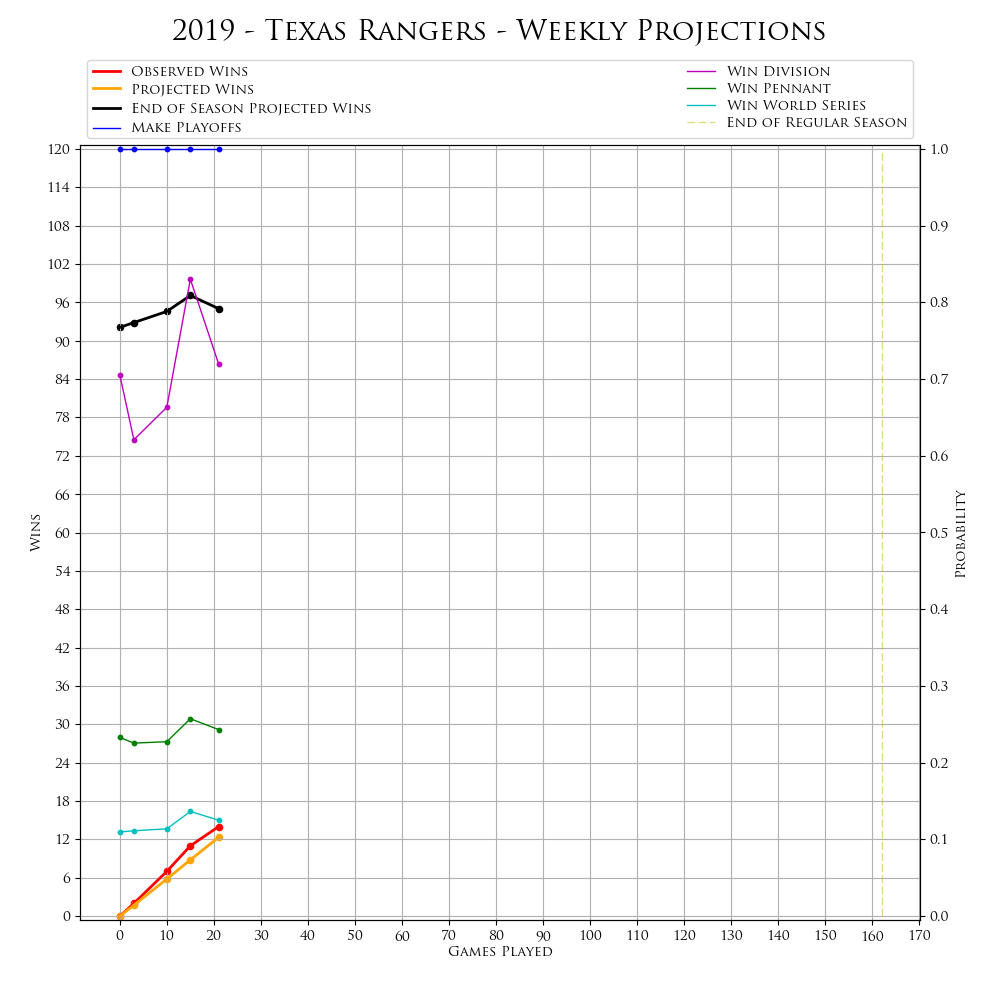 2019 - Texas Rangers - Weekly Projections
Observed Wins
Projected Wins
End of Season Projected Wins
Make Playoffs
Win Division
Win Pennant
Win World Series
End of Regular Season
120
114
108
102
96
90
84
78
72
66
60
54
48
42
36
30
24
18
12
6
0
Wins
1.0
0.9
0.8
0.7
0.6
0.5
0.4
0.3
0.2
0.1
0.0
Probability
0 10 20 30 40 50 60 70 80 90 100 110 120 130 140 150 160 170
Games Played